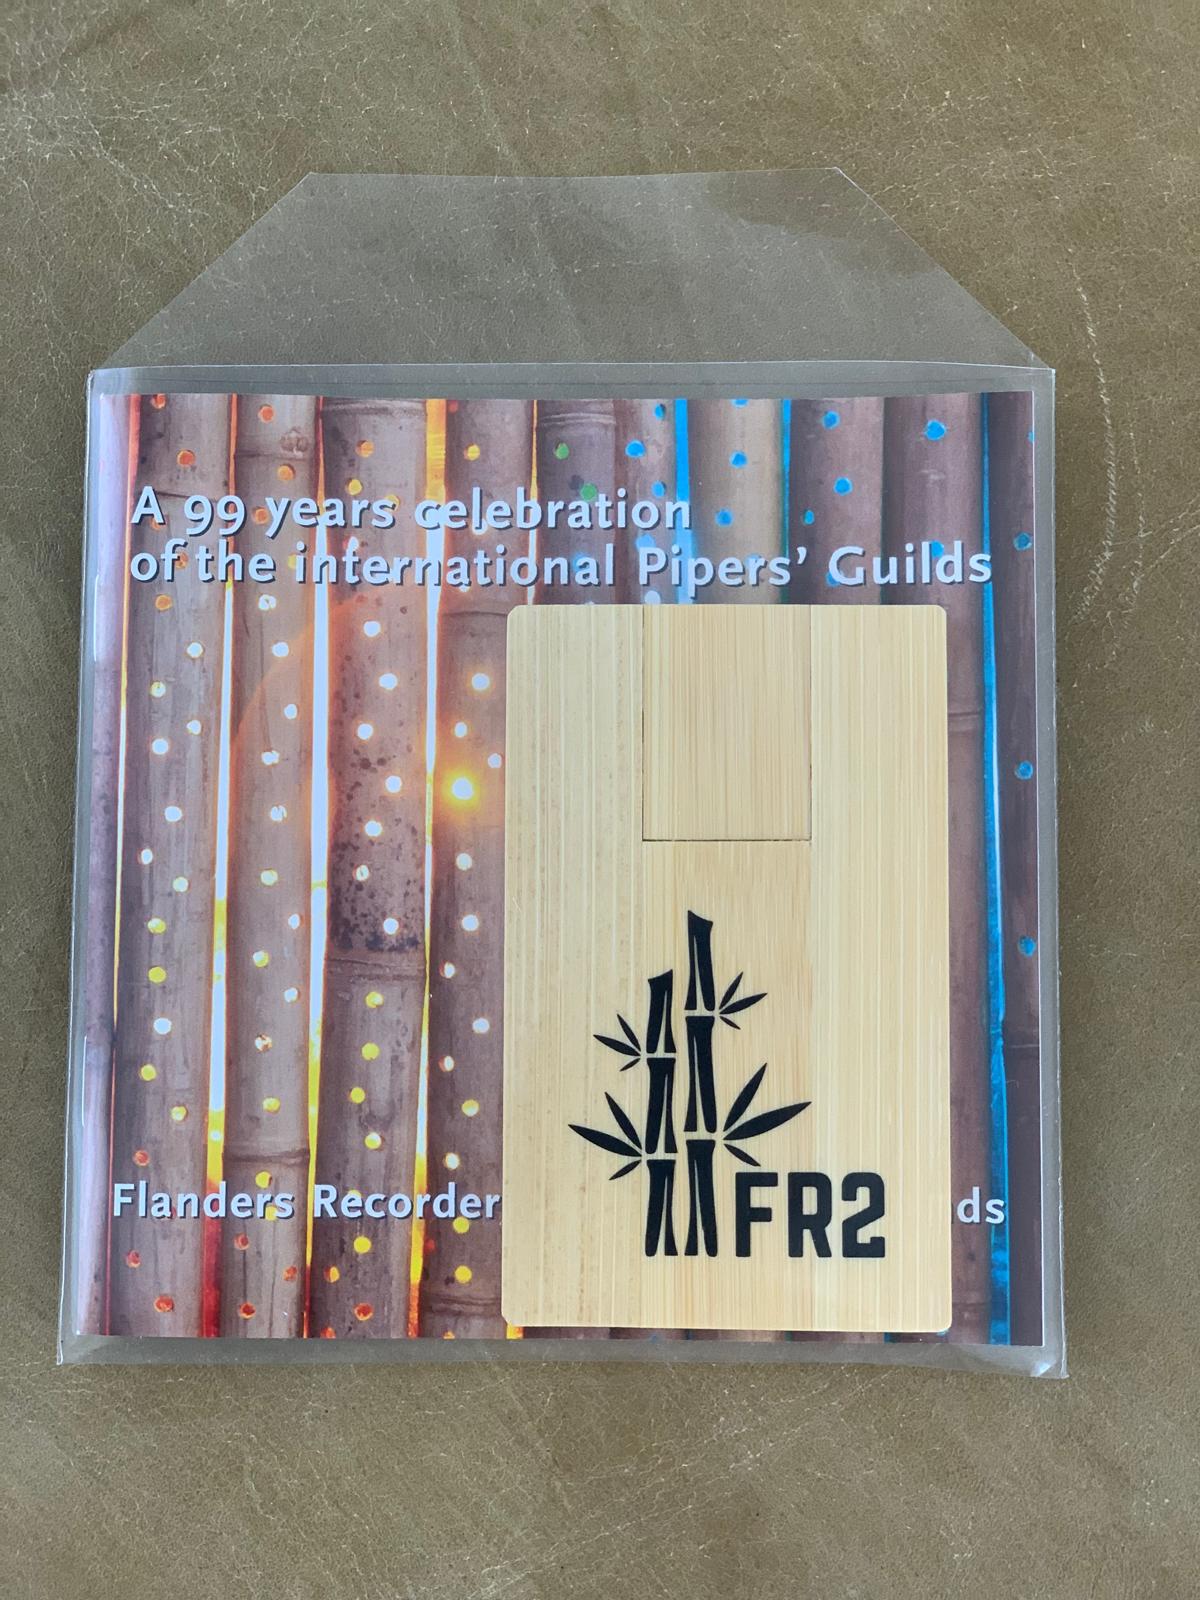 A 99 years celebration
of the international Pipers' Guilds
Flanders Recorder ds
FR2